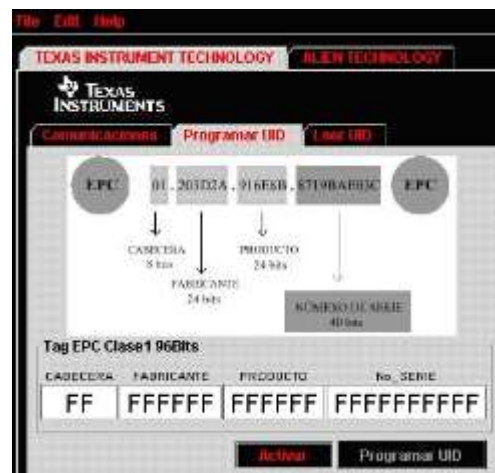 File Edit Help
TEXAS INSTRUMENT TECHNOLOGY ALIEN TECHNOLOGY
TEXAS
INSTRUMENTS
Comunicaciones Programar UID Leer UID
EPC 01 . 203D2A . 916E8B . 8719BAE03C EPC
CABECERA
8 bits
PRODUCTO
24 bits
FABRICANTE
24 bits
NÚMERO DE SERIE
40 bits
Tag EPC Clase1 96Bits
CABECERA FABRICANTE PRODUCTO No_SERIE
FF FFFFFF FFFFFF FFFFFFFFFF
Activar Programar UID